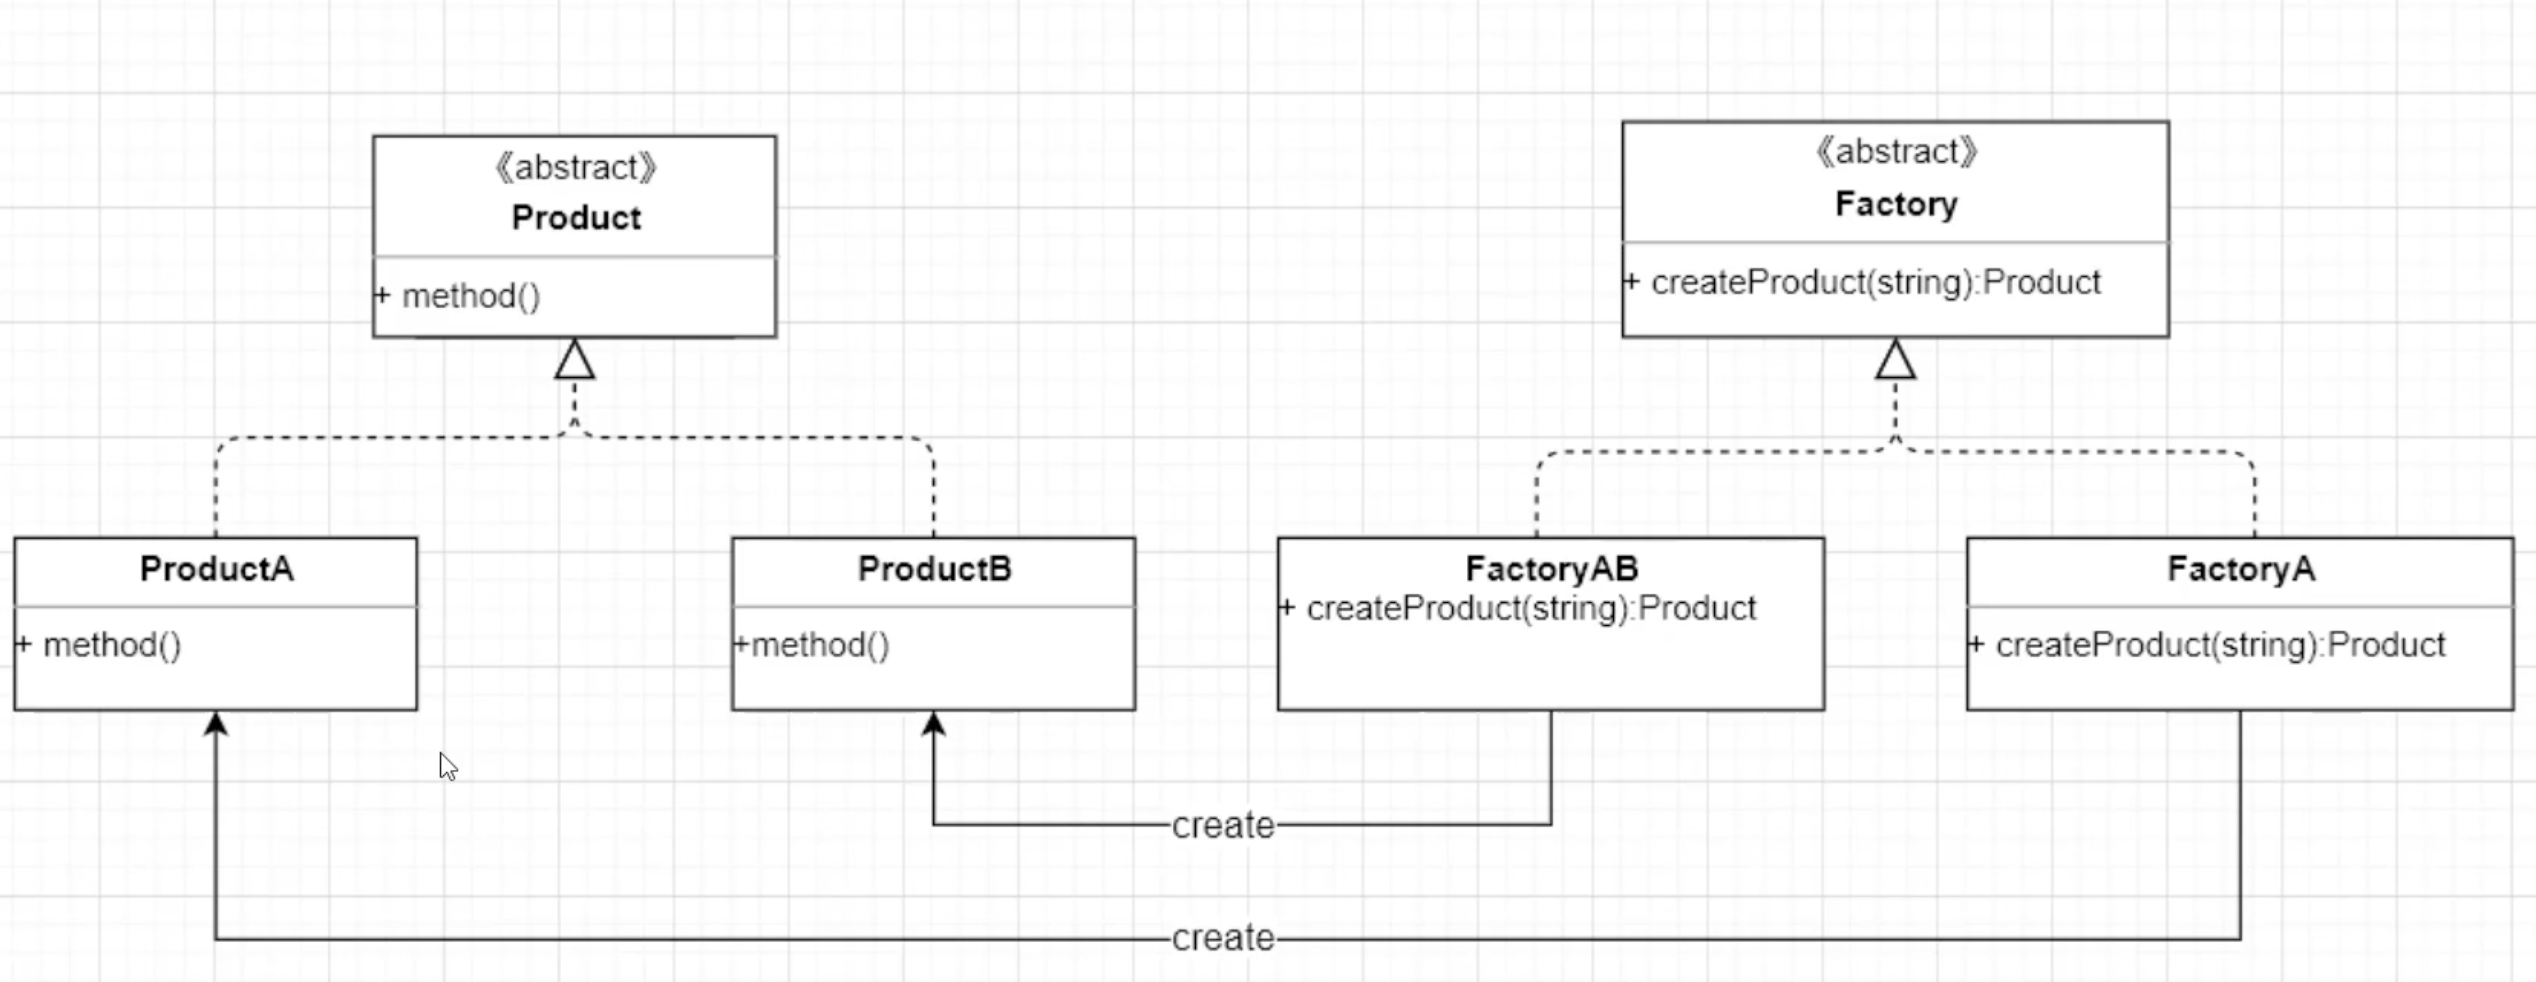 《abstract》
Product
+ method()
《abstract》
Factory
+ createProduct(string):Product
ProductA
+ method()
ProductB
+method()
FactoryAB
+ createProduct(string):Product
FactoryA
+ createProduct(string):Product
create
create